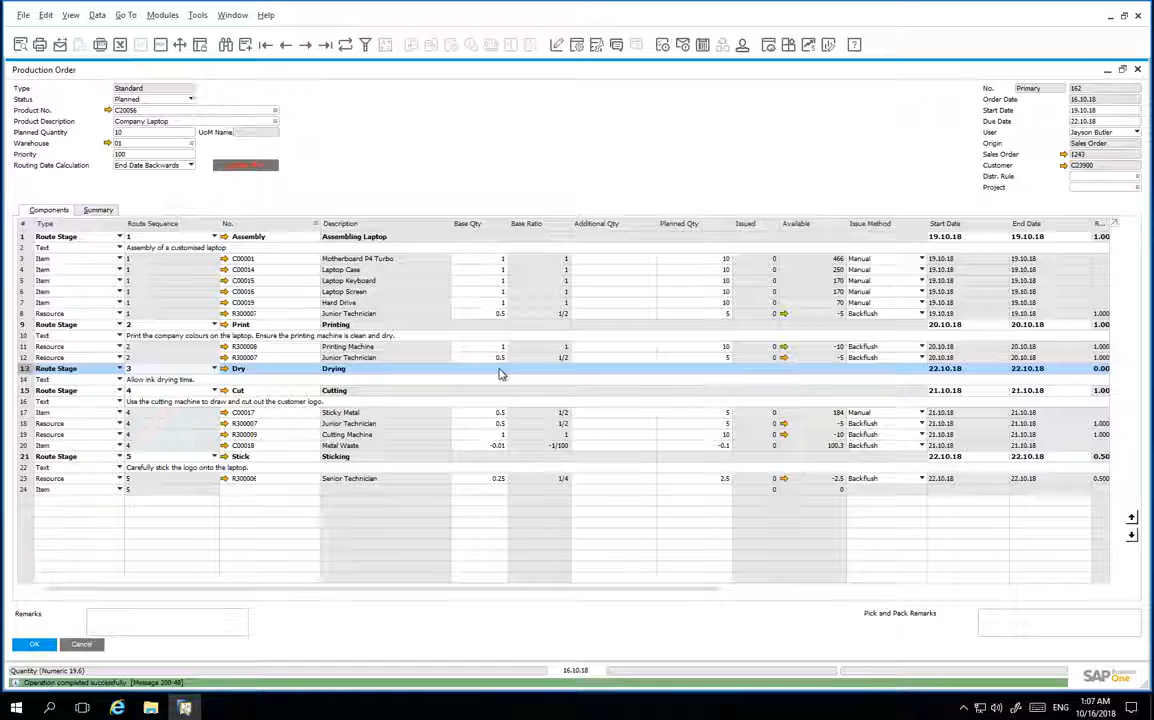 File Edit View Data Go To Modules Tools Window Help
Production Order
Type Standard
Status Planned
Product No. C20056
Product Description Company Laptop
Planned Quantity 10 UoM Name
Warehouse 01
Priority 100
Routing Date Calculation End Date Backwards
No. Primary 162
Order Date 16.10.18
Start Date 19.10.18
Due Date 22.10.18
User Jayson Butler
Origin Sales Order
Sales Order 1243
Customer C23900
Distr. Rule
Project
Components Summary
# Type Route Sequence No. Description Base Qty Base Ratio Additional Qty Planned Qty Issued Available Issue Method Start Date End Date R...
1 Route Stage 1 Assembly Assembling Laptop 19.10.18 19.10.18 1.00
2 Text Assembly of a customised laptop
3 Item 1 C00001 Motherboard P4 Turbo 1 1 10 0 466 Manual 19.10.18 19.10.18
4 Item 1 C00014 Laptop Case 1 1 10 0 250 Manual 19.10.18 19.10.18
5 Item 1 C00015 Laptop Keyboard 1 1 10 0 170 Manual 19.10.18 19.10.18
6 Item 1 C00016 Laptop Screen 1 1 10 0 170 Manual 19.10.18 19.10.18
7 Item 1 C00019 Hard Drive 1 1 10 0 70 Manual 19.10.18 19.10.18
8 Resource 1 R300007 Junior Technician 0.5 1/2 5 0 -5 Backflush 19.10.18 19.10.18 1.000
9 Route Stage 2 Print Printing 20.10.18 20.10.18 1.00
10 Text Print the company colours on the laptop. Ensure the printing machine is clean and dry.
11 Resource 2 R300008 Printing Machine 1 1 10 0 -10 Backflush 20.10.18 20.10.18 1.000
12 Resource 2 R300007 Junior Technician 0.5 1/2 5 0 -5 Backflush 20.10.18 20.10.18 1.000
13 Route Stage 3 Dry Drying 22.10.18 22.10.18 0.00
14 Text Allow ink drying time.
15 Route Stage 4 Cut Cutting 21.10.18 21.10.18 1.00
16 Text Use the cutting machine to draw and cut out the customer logo.
17 Item 4 C00017 Sticky Metal 0.5 1/2 5 0 184 Manual 21.10.18 21.10.18
18 Resource 4 R300007 Junior Technician 0.5 1/2 5 0 -5 Backflush 21.10.18 21.10.18 1.000
19 Resource 4 R300009 Cutting Machine 1 1 10 0 -10 Backflush 21.10.18 21.10.18 1.000
20 Item 4 C00018 Metal Waste -0.01 -1/100 -0.1 0 100.3 Backflush 21.10.18 21.10.18
21 Route Stage 5 Stick Sticking 22.10.18 22.10.18 0.50
22 Text Carefully stick the logo onto the laptop.
23 Resource 5 R300006 Senior Technician 0.25 1/4 2.5 0 -2.5 Backflush 22.10.18 22.10.18 0.500
24 Item 5 0 0
Remarks Pick and Pack Remarks
OK Cancel
Quantity (Numeric 19.6) 16.10.18
Operation completed successfully [Message 200-48]
SAP Business One
ENG 1:07 AM
10/16/2018